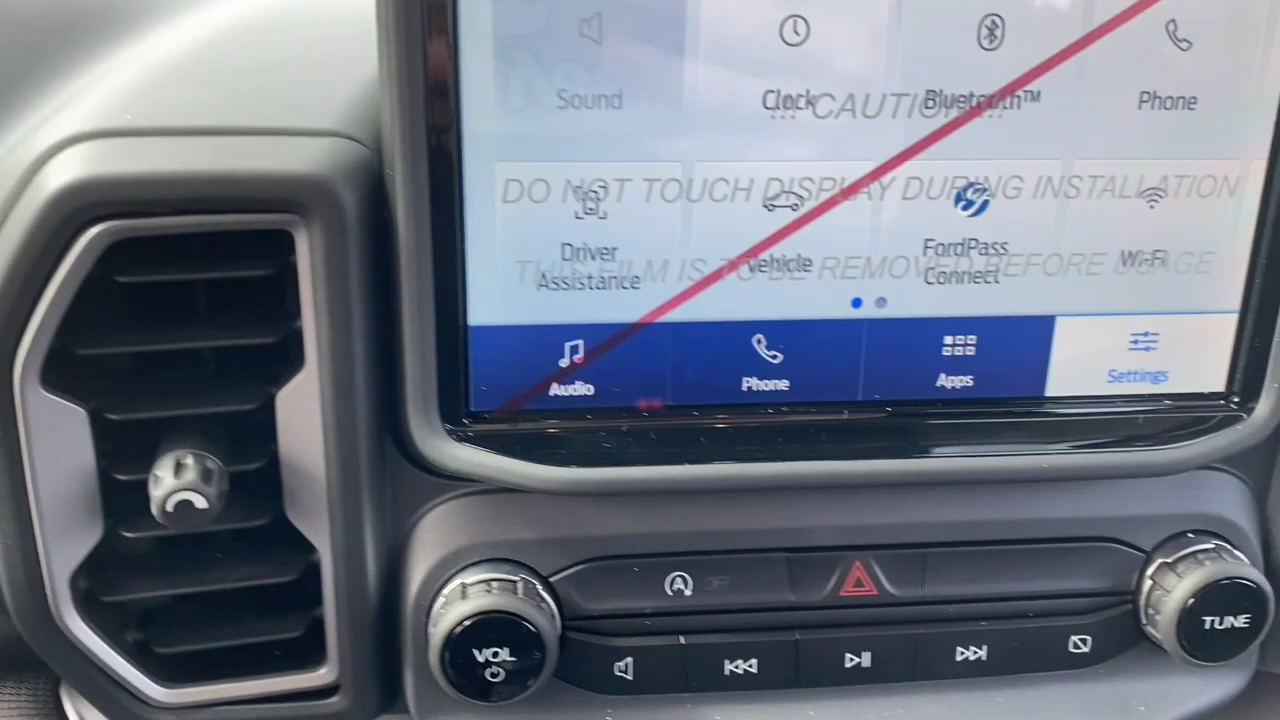 Sound
Clock
Bluetooth™
Phone
... CAUTION ...
DO NOT TOUCH DISPLAY DURING INSTALLATION
Driver
Assistance
Vehicle
FordPass
Connect
Wi-Fi
THIS FILM IS TO BE REMOVED BEFORE USAGE
Audio
Phone
Apps
Settings
A OFF
VOL
TUNE